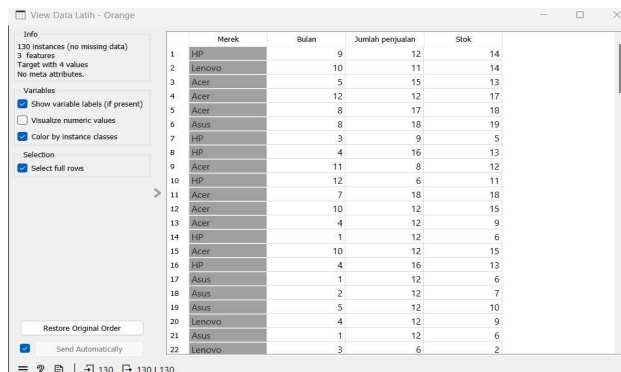 View Data Latih - Orange
Info
130 instances (no missing data)
3 features
Target with 4 values
No meta attributes.
Variables
Show variable labels (if present)
Visualize numeric values
Color by instance classes
Selection
Select full rows
>
Restore Original Order
Send Automatically
Merek Bulan Jumlah penjualan Stok
1 HP 9 12 14
2 Lenovo 10 11 14
3 Acer 5 15 13
4 Acer 12 12 17
5 Acer 8 17 18
6 Asus 8 18 19
7 HP 3 9 5
8 HP 4 16 13
9 Acer 11 8 12
10 HP 12 6 11
11 Acer 7 18 18
12 Acer 10 12 15
13 Acer 4 12 9
14 HP 1 12 6
15 Acer 10 12 15
16 HP 4 16 13
17 Asus 1 12 6
18 Asus 2 12 7
19 Asus 5 12 10
20 Lenovo 4 12 9
21 Asus 1 12 6
22 Lenovo 3 6 2
? 130 130 | 130